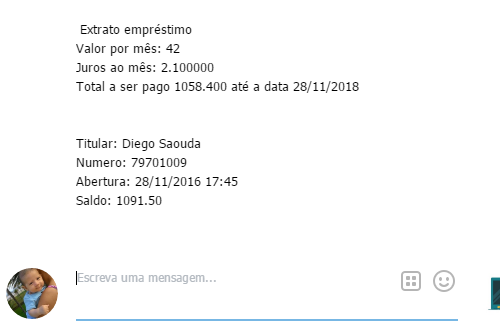 Extrato empréstimo
Valor por mês: 42
Juros ao mês: 2.100000
Total a ser pago 1058.400 até a data 28/11/2018
Titular: Diego Saouda
Numero: 79701009
Abertura: 28/11/2016 17:45
Saldo: 1091.50
Escreva uma mensagem...